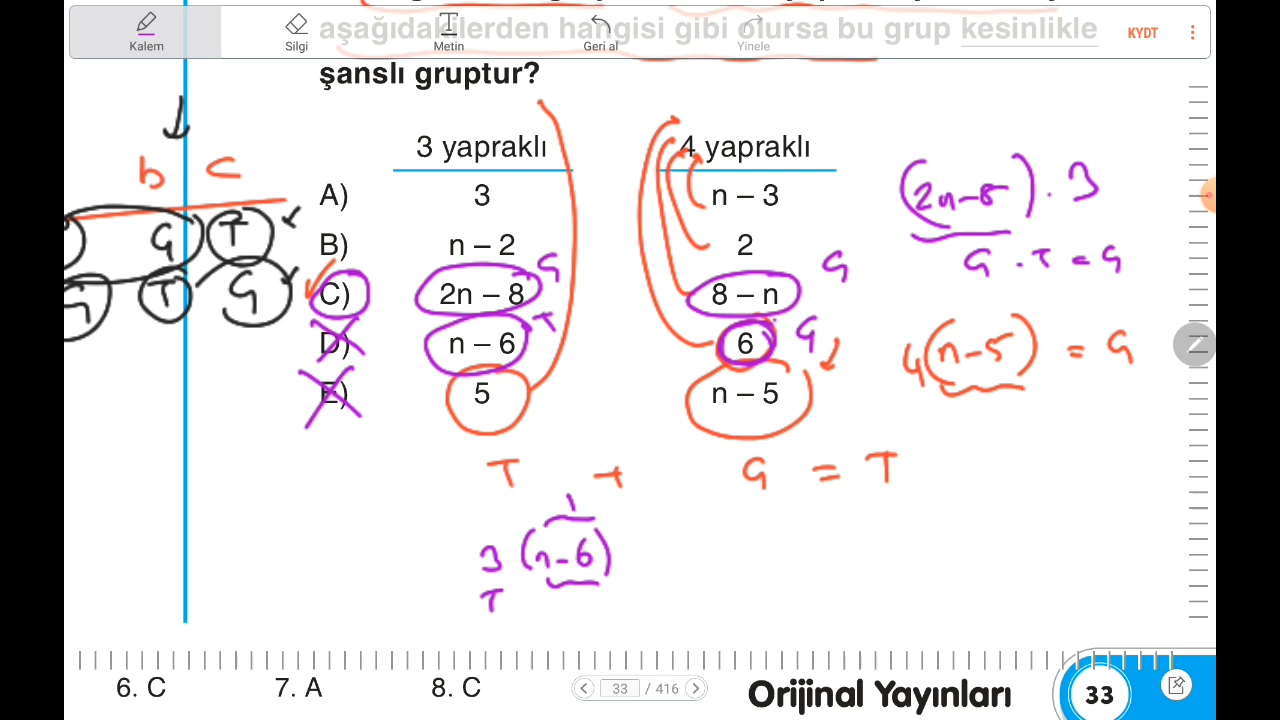 Kalem Silgi Metin Geri al Yinele KYDT
aşağıdakilerden hangisi gibi olursa bu grup kesinlikle
şanslı gruptur?
3 yapraklı 4 yapraklı
A) 3 n – 3
B) n – 2 2
C) 2n – 8 G 8 – n G
D) n – 6 T 6 G
E) 5 n – 5
b c
G T
T G
(2n-8) . 3
G . T = G
4(n-5) = G
T + G = T
1
3 (n-6)
T
6. C 7. A 8. C
33 / 416
Orijinal Yayınları 33